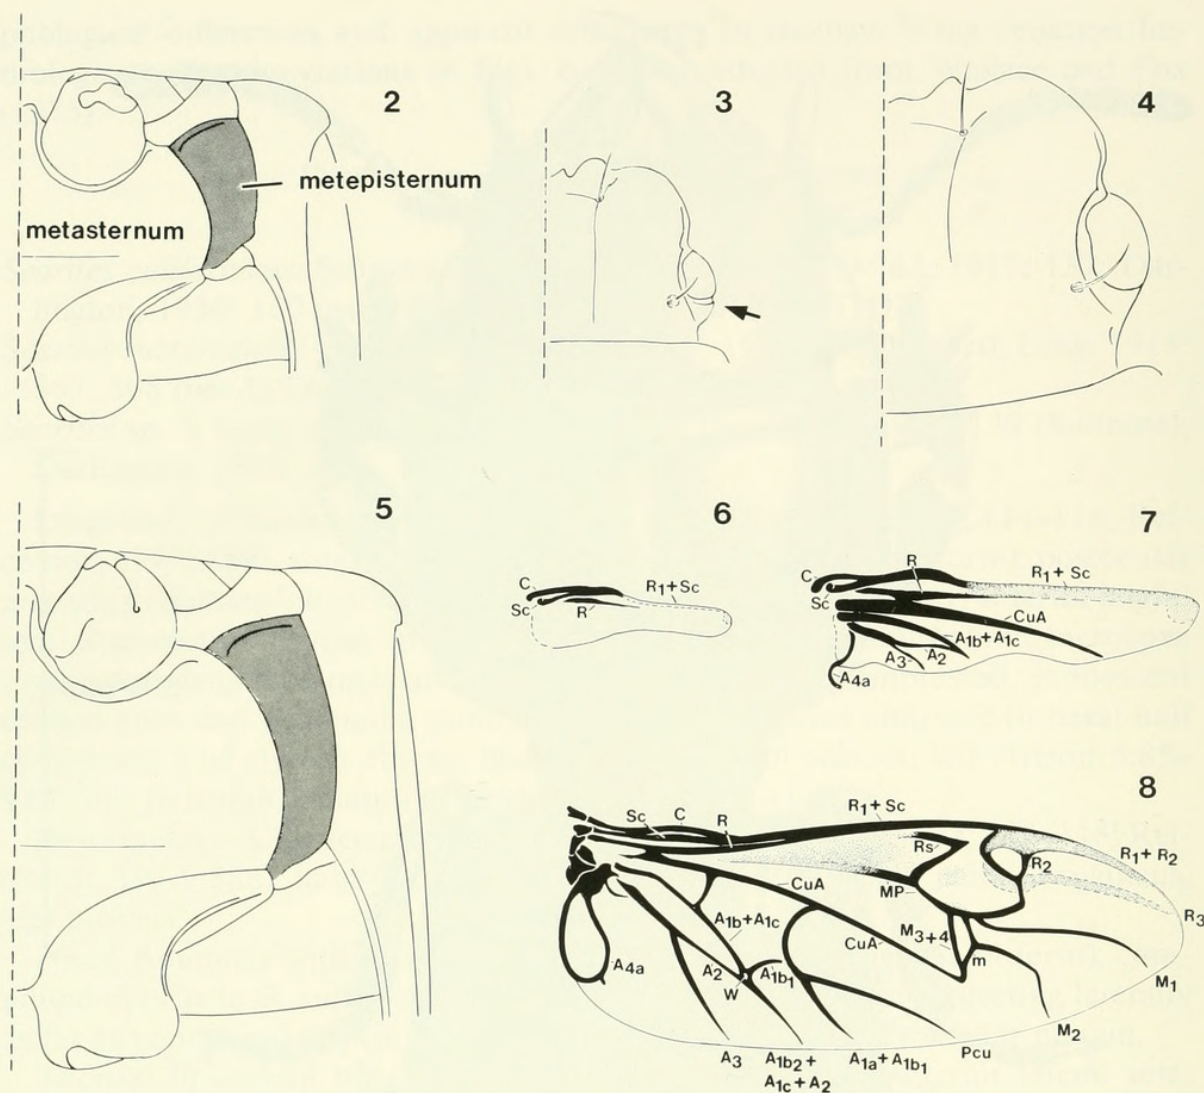 2
3
4
metepisternum
metasternum
5
6
7
C
Sc
R
R1+Sc
C
Sc
R
R1+Sc
CuA
A1b+A1c
A2
A3
A4a
8
Sc
C
R
R1+Sc
Rs
R2
R1+R2
R3
MP
CuA
A1b+A1c
CuA
M3+4
m
M1
M2
A4a
A2
W
A1b1
A3
A1b2+
A1c+A2
A1a+A1b1
Pcu